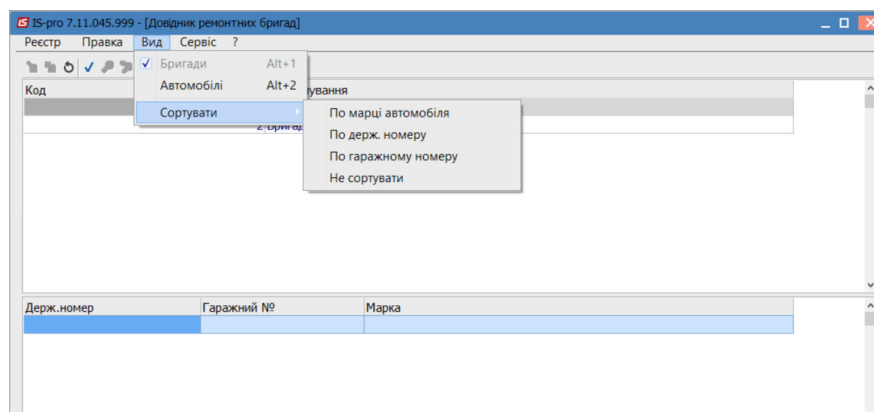 IS-pro 7.11.045.999 - [Довідник ремонтних бригад]
Реєстр Правка Вид Сервіс ?
Бригади Alt+1
Автомобілі Alt+2
Сортувати
По марці автомобіля
По держ. номеру
По гаражному номеру
Не сортувати
Код
2
Держ.номер Гаражний № Марка